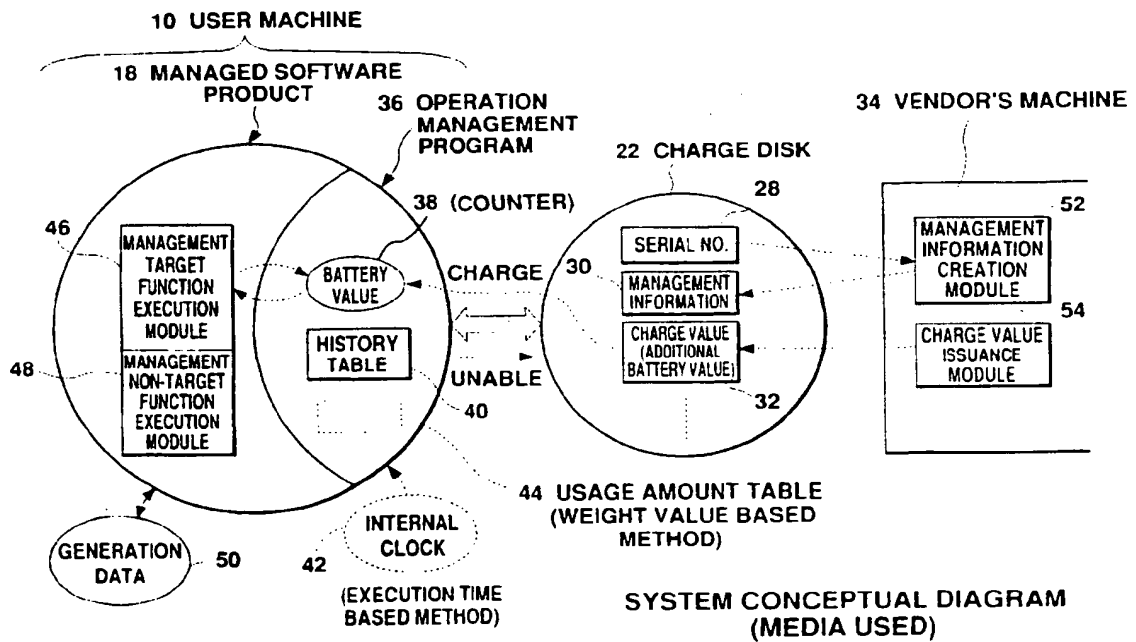 10 USER MACHINE
18 MANAGED SOFTWARE
PRODUCT
36 OPERATION
MANAGEMENT
PROGRAM
34 VENDOR'S MACHINE
22 CHARGE DISK
38 (COUNTER)
28
52
46
MANAGEMENT
TARGET
FUNCTION
EXECUTION
MODULE
BATTERY
VALUE
CHARGE
30
SERIAL NO.
MANAGEMENT
INFORMATION
MANAGEMENT
INFORMATION
CREATION
MODULE
54
48
MANAGEMENT
NON-TARGET
FUNCTION
EXECUTION
MODULE
HISTORY
TABLE
40
UNABLE
CHARGE VALUE
(ADDITIONAL
BATTERY VALUE)
32
CHARGE VALUE
ISSUANCE
MODULE
44 USAGE AMOUNT TABLE
(WEIGHT VALUE BASED
METHOD)
GENERATION
DATA
50
42
INTERNAL
CLOCK
(EXECUTION TIME
BASED METHOD)
SYSTEM CONCEPTUAL DIAGRAM
(MEDIA USED)